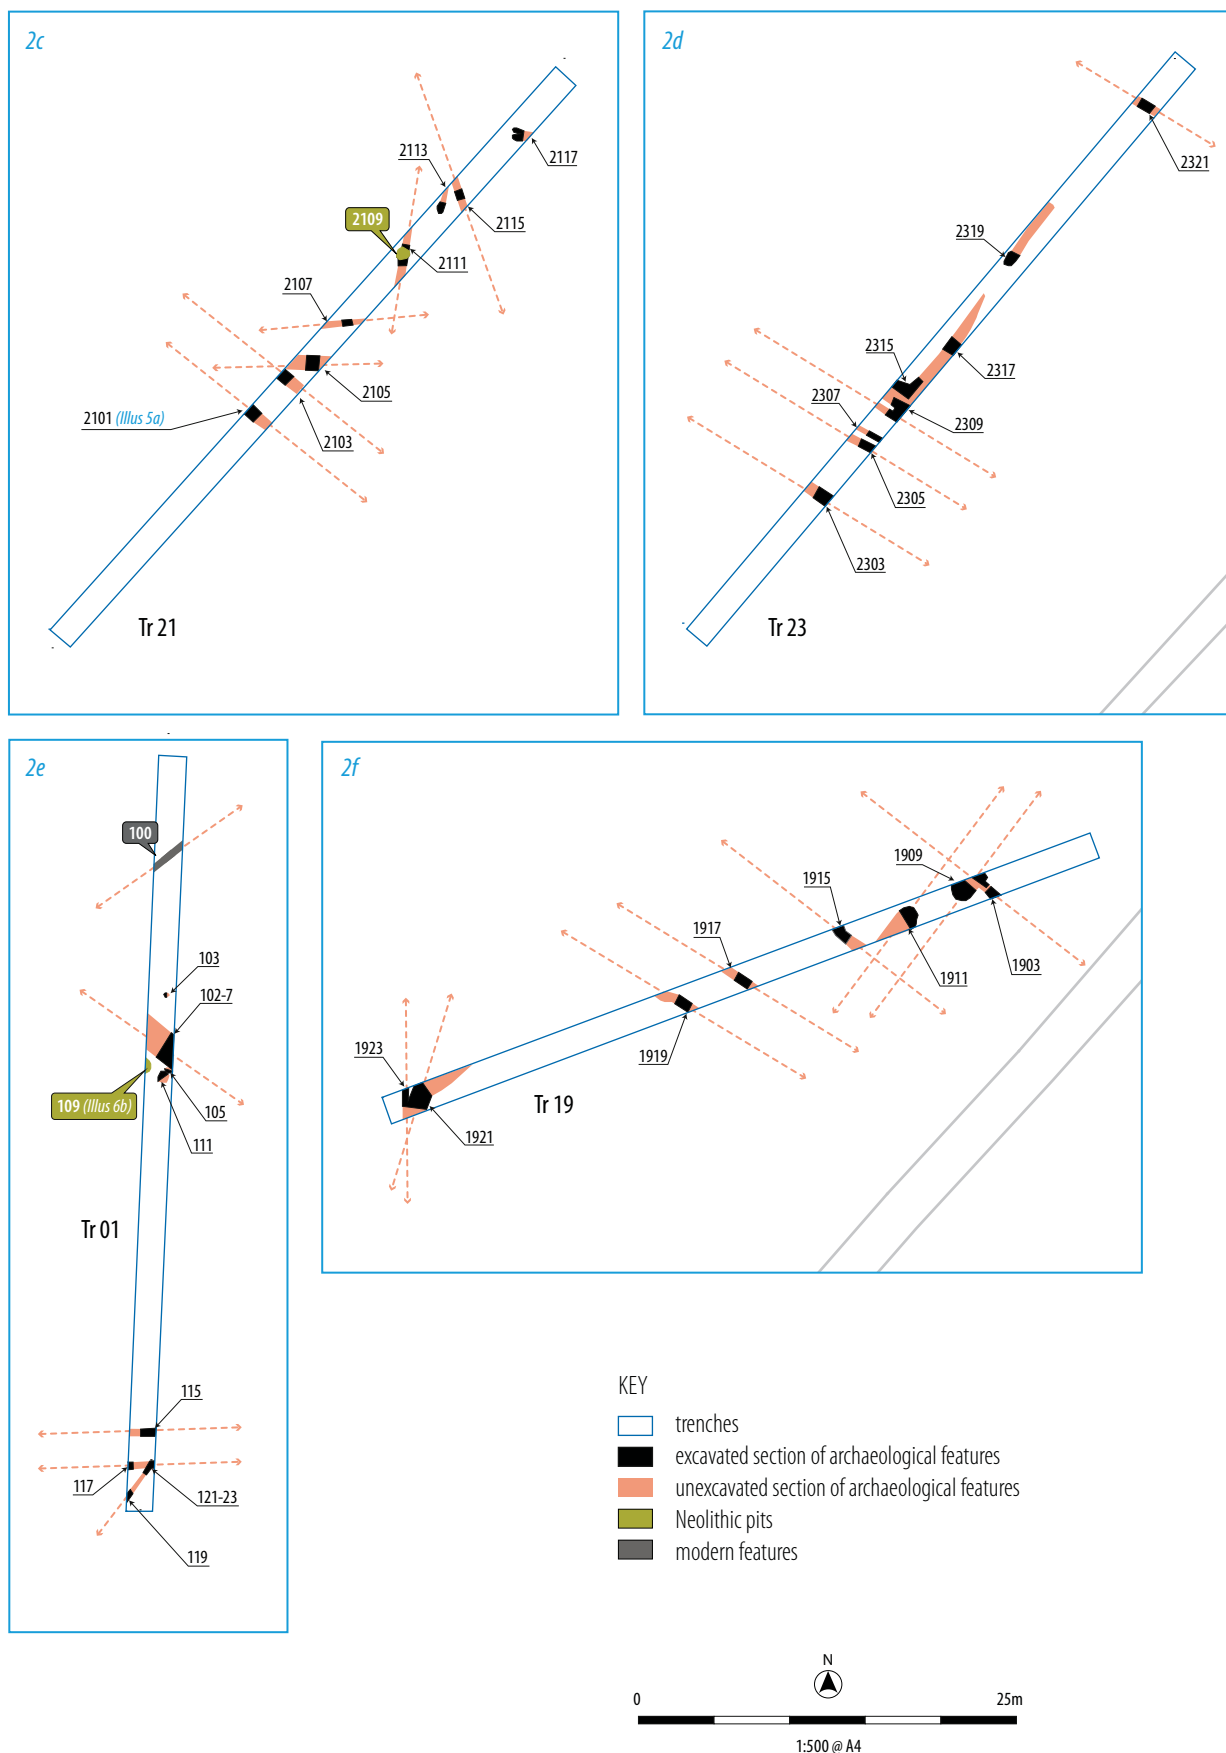 2c
2113
2117
2109
2115
2111
2107
2105
2101 (Illus 5a)
2103
Tr 21
2d
2321
2319
2315
2317
2307
2309
2305
2303
Tr 23
2e
100
103
102-7
109 (Illus 6b)
105
111
Tr 01
115
117
121-23
119
2f
1909
1915
1917
1903
1911
1919
1923
Tr 19
1921
KEY
trenches
excavated section of archaeological features
unexcavated section of archaeological features
Neolithic pits
modern features
N
0 25m
1:500 @ A4